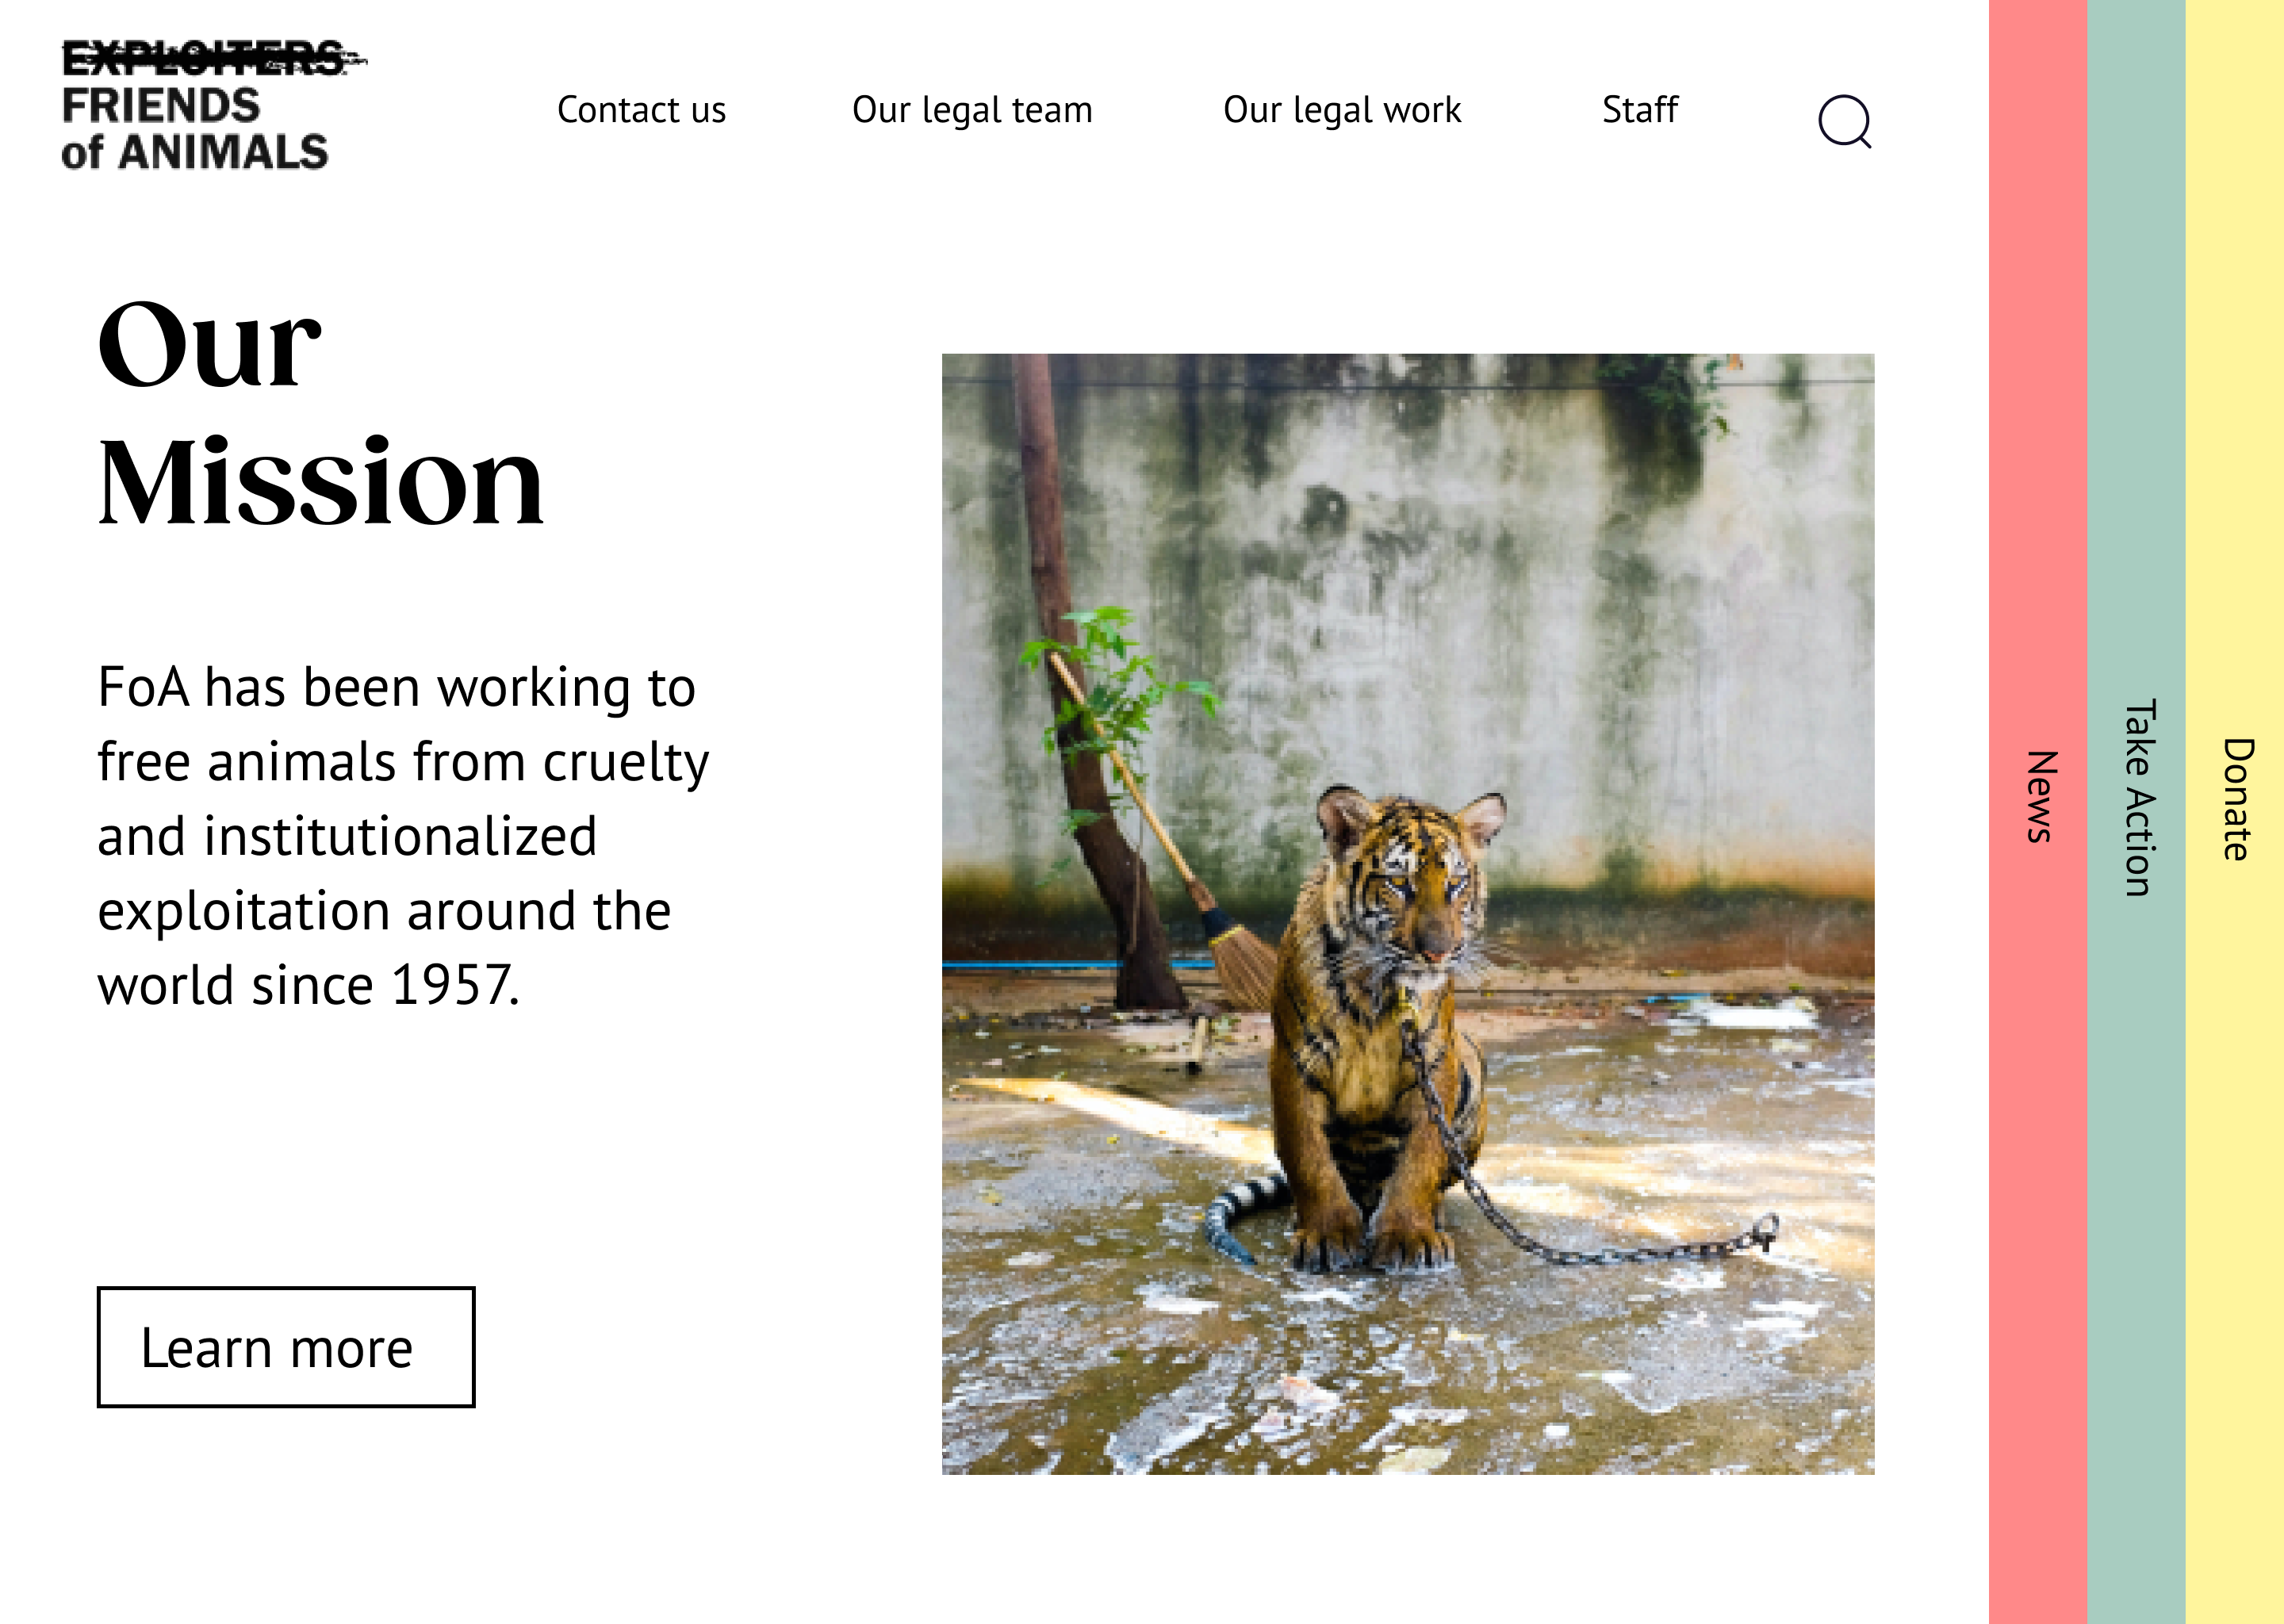 EXPLOITERS
FRIENDS
of ANIMALS
Contact us
Our legal team
Our legal work
Staff
Our
Mission
FoA has been working to
free animals from cruelty
and institutionalized
exploitation around the
world since 1957.
Learn more
News
Take Action
Donate